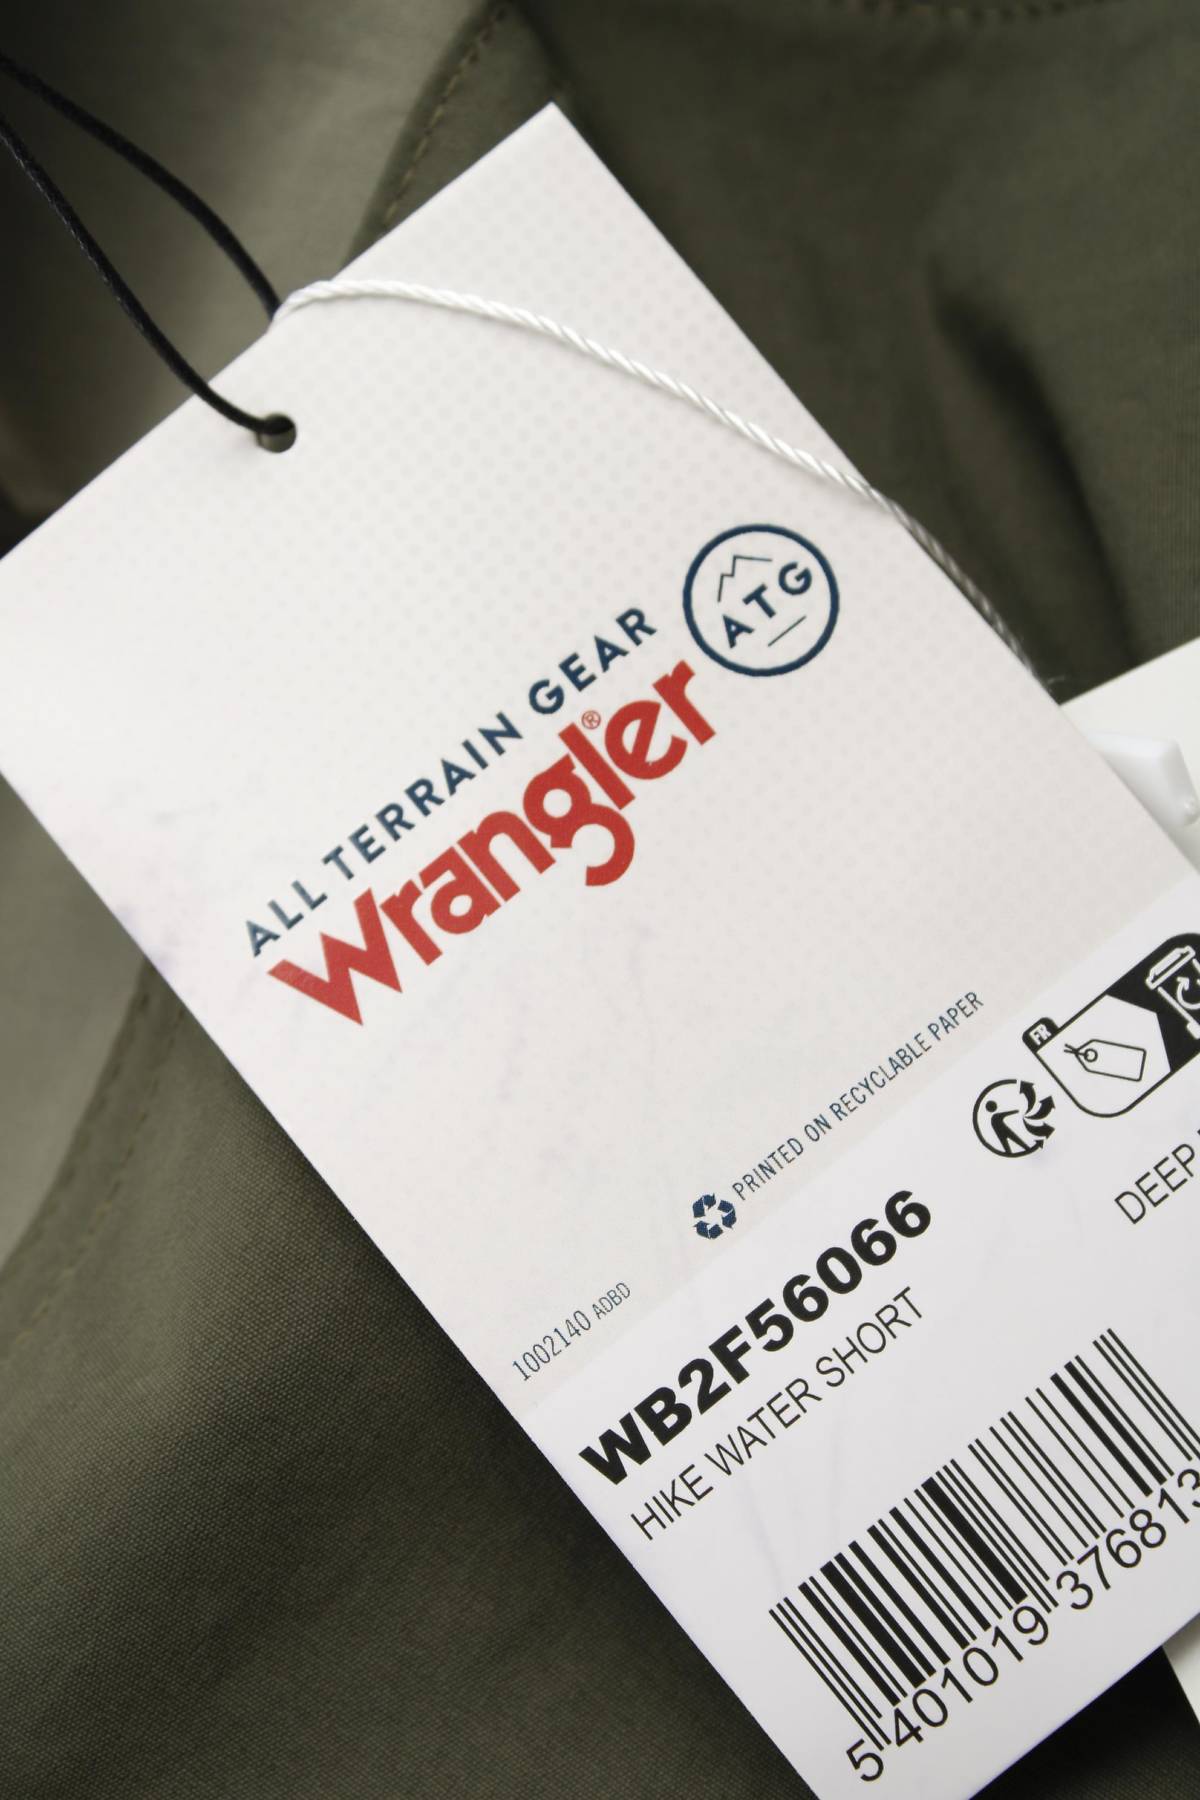 ATG
ALL TERRAIN GEAR
Wrangler®
PRINTED ON RECYCLABLE PAPER
1002140 ADBD
FR
WB2F56066
HIKE WATER SHORT
DEEP
5 401019 376813